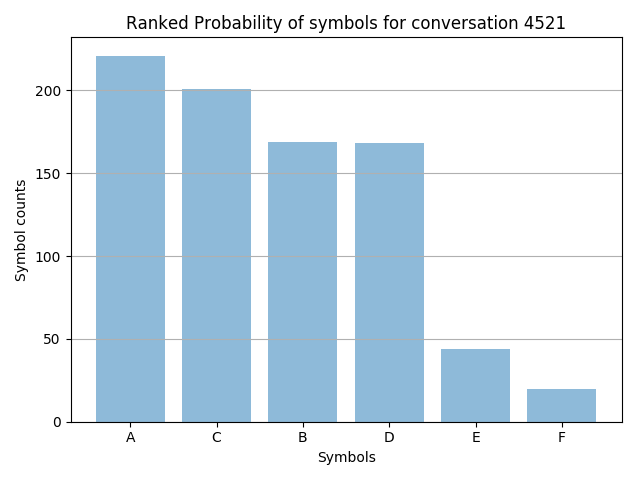 Ranked Probability of symbols for conversation 4521
Symbol counts
200
150
100
50
0
A C B D E F
Symbols